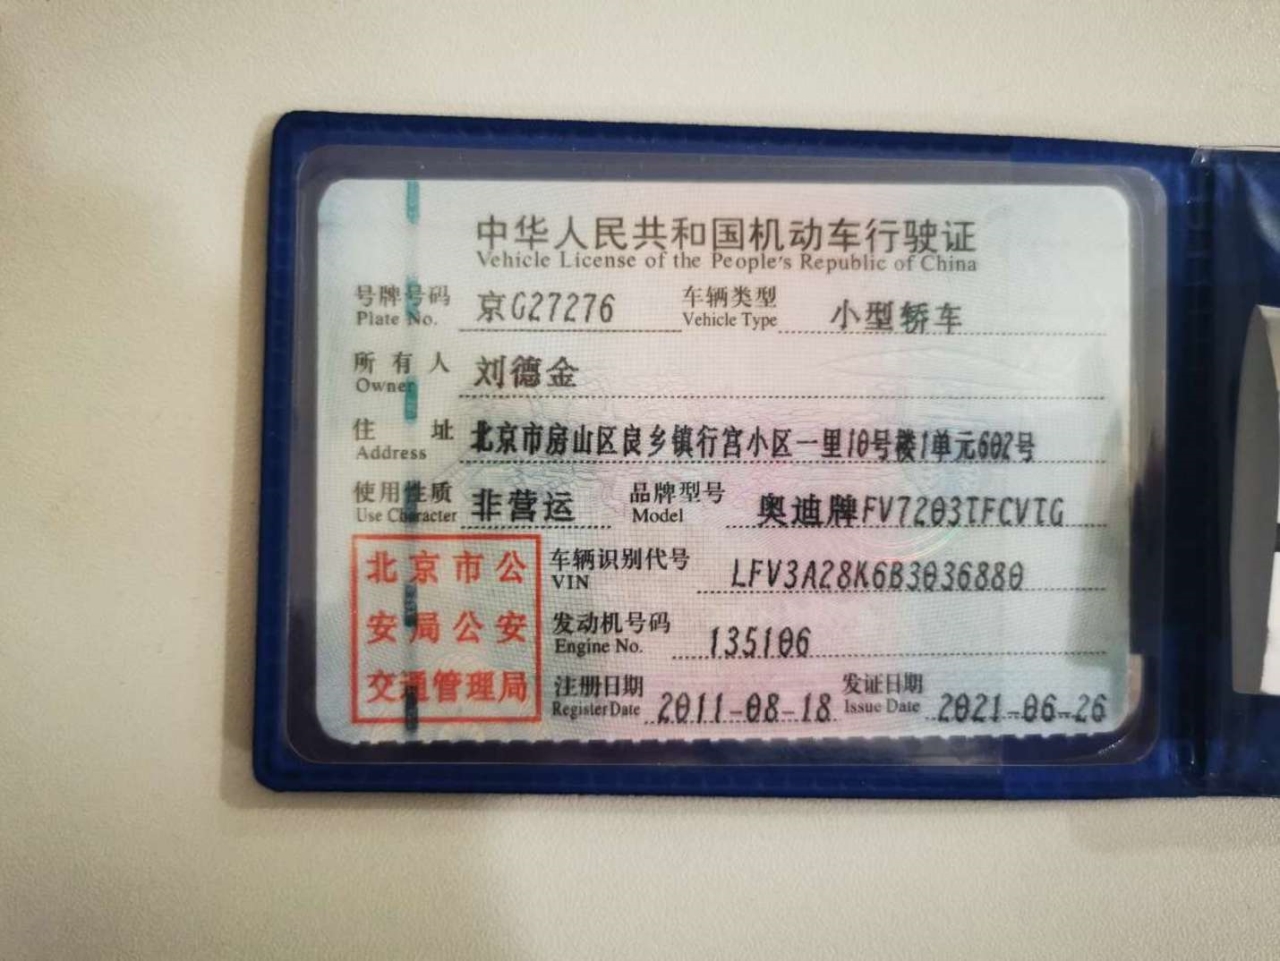 中华人民共和国机动车行驶证
Vehicle License of the People's Republic of China
号牌号码 京G27276 车辆类型 小型轿车
Plate No. Vehicle Type
所有人 刘德金
Owner
住址 北京市房山区良乡镇行宫小区一里10号楼1单元602号
Address
使用性质 非营运 品牌型号 奥迪牌FV7203TFCVTG
Use Character Model
北京市公
安局公安
交通管理局
车辆识别代号 LFV3A28K6B3036880
VIN
发动机号码 135106
Engine No.
注册日期 2011-08-18 发证日期 2021-06-26
Register Date Issue Date